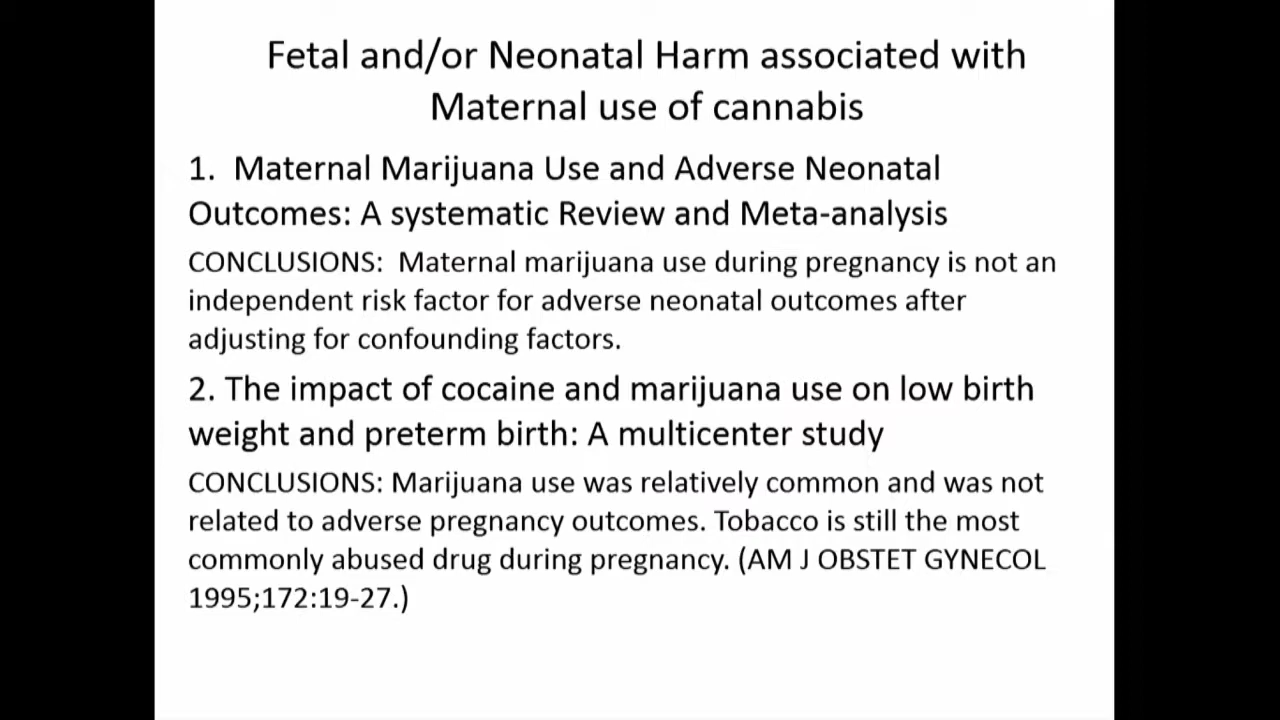 Fetal and/or Neonatal Harm associated with
Maternal use of cannabis
1. Maternal Marijuana Use and Adverse Neonatal
Outcomes: A systematic Review and Meta-analysis
CONCLUSIONS: Maternal marijuana use during pregnancy is not an
independent risk factor for adverse neonatal outcomes after
adjusting for confounding factors.
2. The impact of cocaine and marijuana use on low birth
weight and preterm birth: A multicenter study
CONCLUSIONS: Marijuana use was relatively common and was not
related to adverse pregnancy outcomes. Tobacco is still the most
commonly abused drug during pregnancy. (AM J OBSTET GYNECOL
1995;172:19-27.)